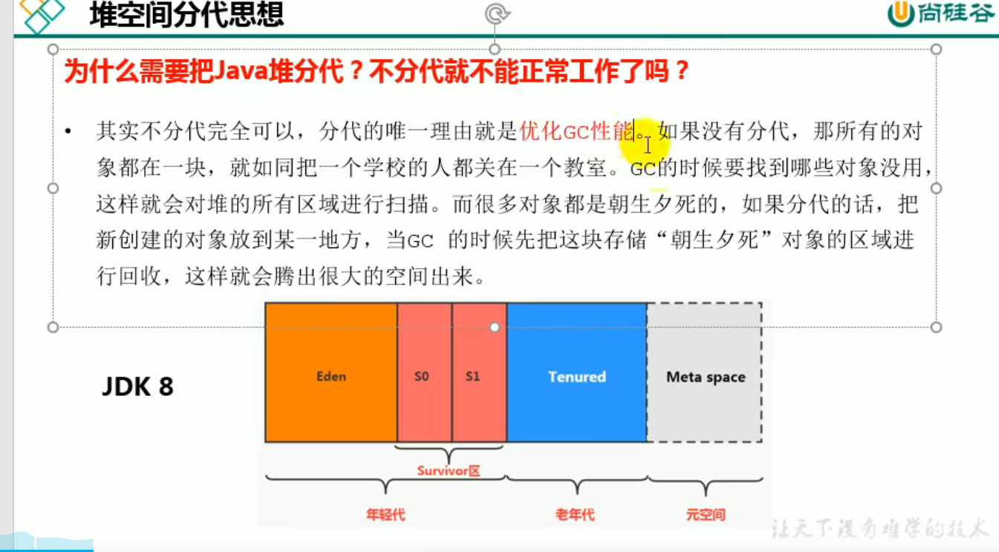 堆空间分代思想
尚硅谷
为什么需要把Java堆分代？不分代就不能正常工作了吗？
• 其实不分代完全可以，分代的唯一理由就是优化GC性能。如果没有分代，那所有的对
象都在一块，就如同把一个学校的人都关在一个教室。GC的时候要找到哪些对象没用，
这样就会对堆的所有区域进行扫描。而很多对象都是朝生夕死的，如果分代的话，把
新创建的对象放到某一地方，当GC 的时候先把这块存储“朝生夕死”对象的区域进
行回收，这样就会腾出很大的空间出来。
JDK 8
Eden
S0
S1
Tenured
Meta space
Survivor区
年轻代
老年代
元空间
让天下没有难学的技术